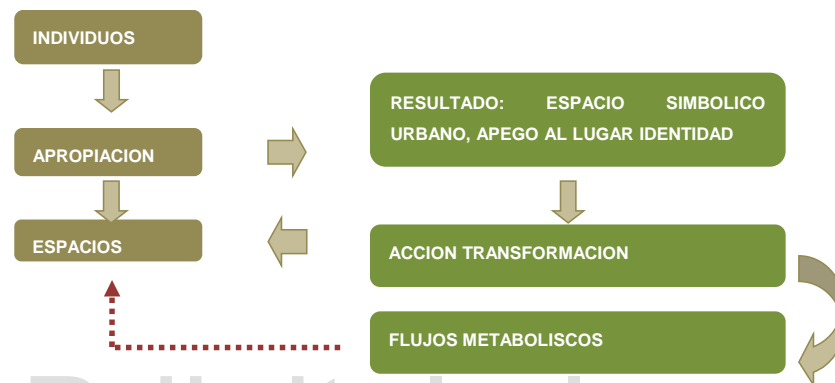 INDIVIDUOS
APROPIACION
ESPACIOS
RESULTADO: ESPACIO SIMBOLICO
URBANO, APEGO AL LUGAR IDENTIDAD
ACCION TRANSFORMACION
FLUJOS METABOLISCOS